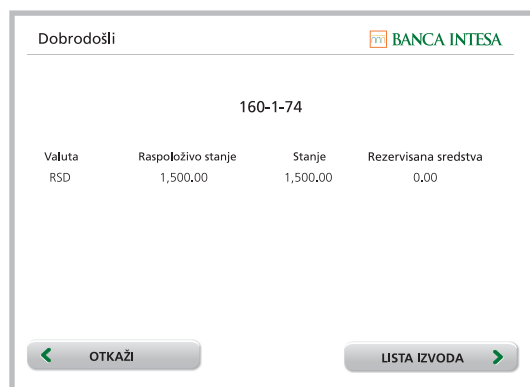 Dobrodošli BANCA INTESA
160-1-74
Valuta Raspoloživo stanje Stanje Rezervisana sredstva
RSD 1,500.00 1,500.00 0.00
OTKAŽI LISTA IZVODA